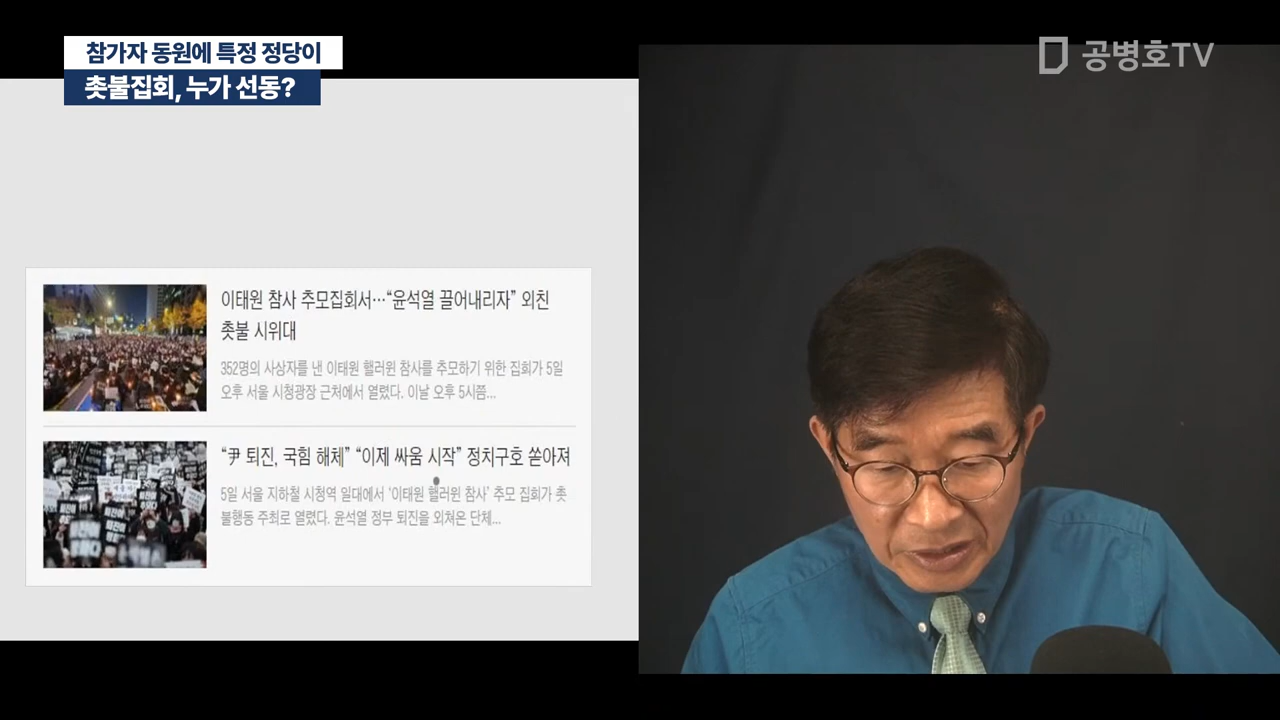 참가자 동원에 특정 정당이
촛불집회, 누가 선동?
공병호TV
이태원 참사 추모집회서…“윤석열 끌어내리자” 외친
촛불 시위대
352명의 사상자를 낸 이태원 핼러윈 참사를 추모하기 위한 집회가 5일
오후 서울 시청광장 근처에서 열렸다. 이날 오후 5시쯤...
“尹 퇴진, 국힘 해체” “이제 싸움 시작” 정치구호 쏟아져
5일 서울 지하철 시청역 일대에서 ‘이태원 핼러윈 참사’ 추모 집회가 촛
불행동 주최로 열렸다. 윤석열 정부 퇴진을 외쳐온 단체...